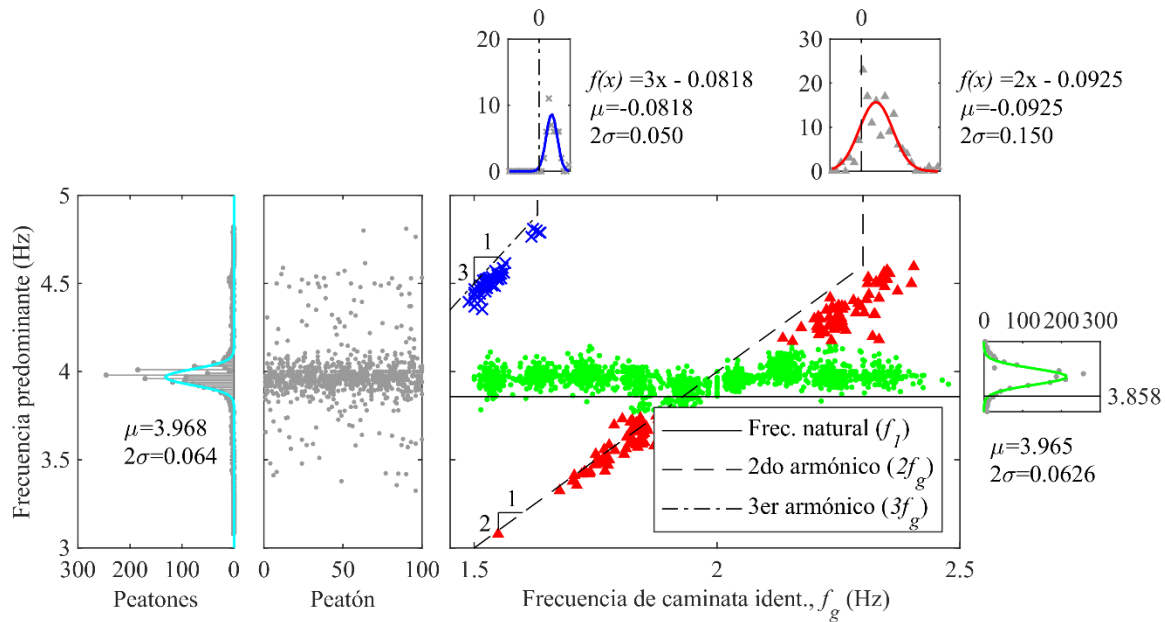 0
20
10
0
f(x) =3x - 0.0818
μ=-0.0818
2σ=0.050
0
30
20
10
0
f(x) =2x - 0.0925
μ=-0.0925
2σ=0.150
Frecuencia predominante (Hz)
5
4.5
4
3.5
3
μ=3.968
2σ=0.064
300 200 100 0
Peatones
0 50 100
Peatón
1
3
1
2
Frec. natural (f1)
2do armónico (2fg)
3er armónico (3fg)
1.5 2 2.5
Frecuencia de caminata ident., fg (Hz)
0 100 200 300
3.858
μ=3.965
2σ=0.0626